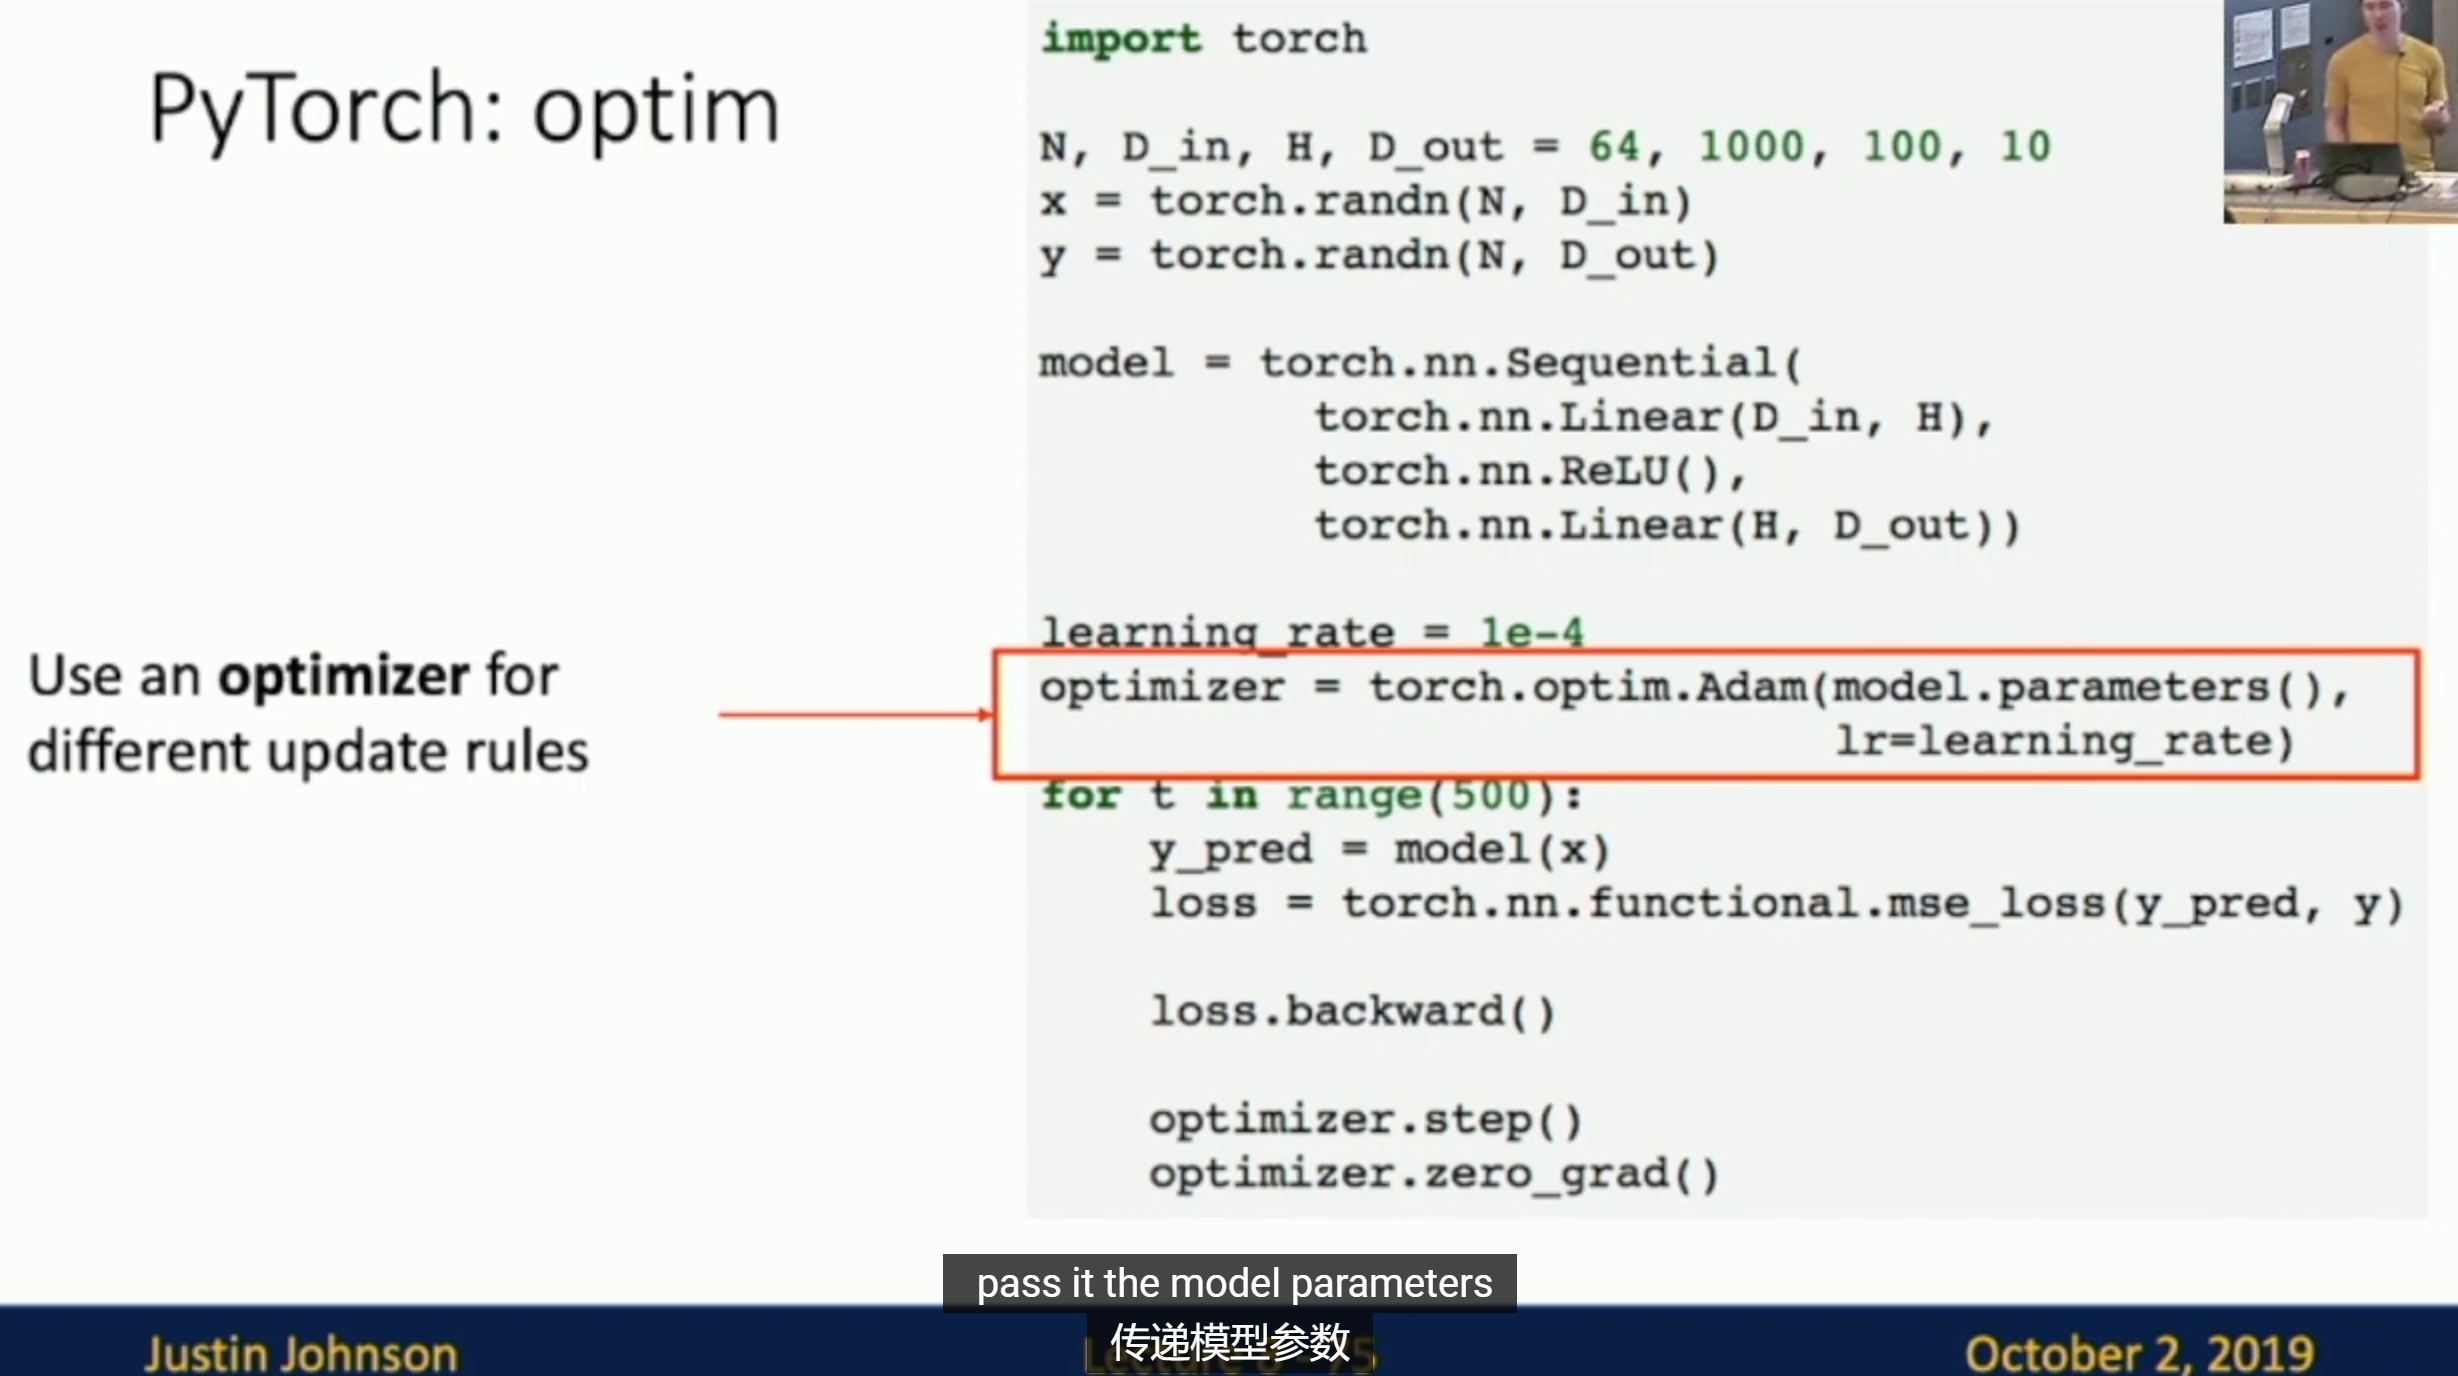 PyTorch: optim
import torch
N, D_in, H, D_out = 64, 1000, 100, 10
x = torch.randn(N, D_in)
y = torch.randn(N, D_out)
model = torch.nn.Sequential(
torch.nn.Linear(D_in, H),
torch.nn.ReLU(),
torch.nn.Linear(H, D_out))
learning_rate = 1e-4
Use an optimizer for
different update rules
optimizer = torch.optim.Adam(model.parameters(),
lr=learning_rate)
for t in range(500):
y_pred = model(x)
loss = torch.nn.functional.mse_loss(y_pred, y)
loss.backward()
optimizer.step()
optimizer.zero_grad()
pass it the model parameters
传递模型参数
Justin Johnson
October 2, 2019